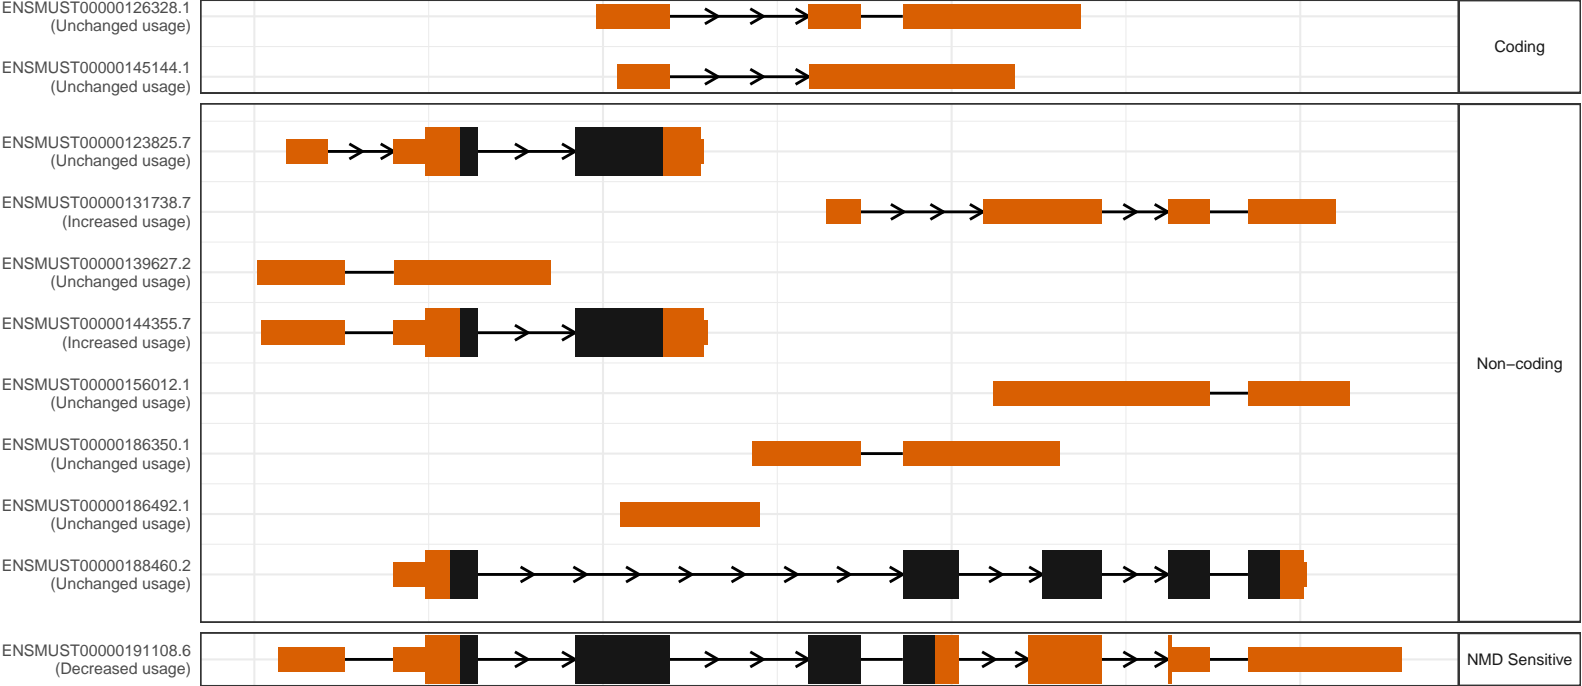 ENSMUST00000126328.1
(Unchanged usage)
ENSMUST00000145144.1
(Unchanged usage)
Coding
ENSMUST00000123825.7
(Unchanged usage)
ENSMUST00000131738.7
(Increased usage)
ENSMUST00000139627.2
(Unchanged usage)
ENSMUST00000144355.7
(Increased usage)
ENSMUST00000156012.1
(Unchanged usage)
ENSMUST00000186350.1
(Unchanged usage)
ENSMUST00000186492.1
(Unchanged usage)
ENSMUST00000188460.2
(Unchanged usage)
Non−coding
ENSMUST00000191108.6
(Decreased usage)
NMD Sensitive